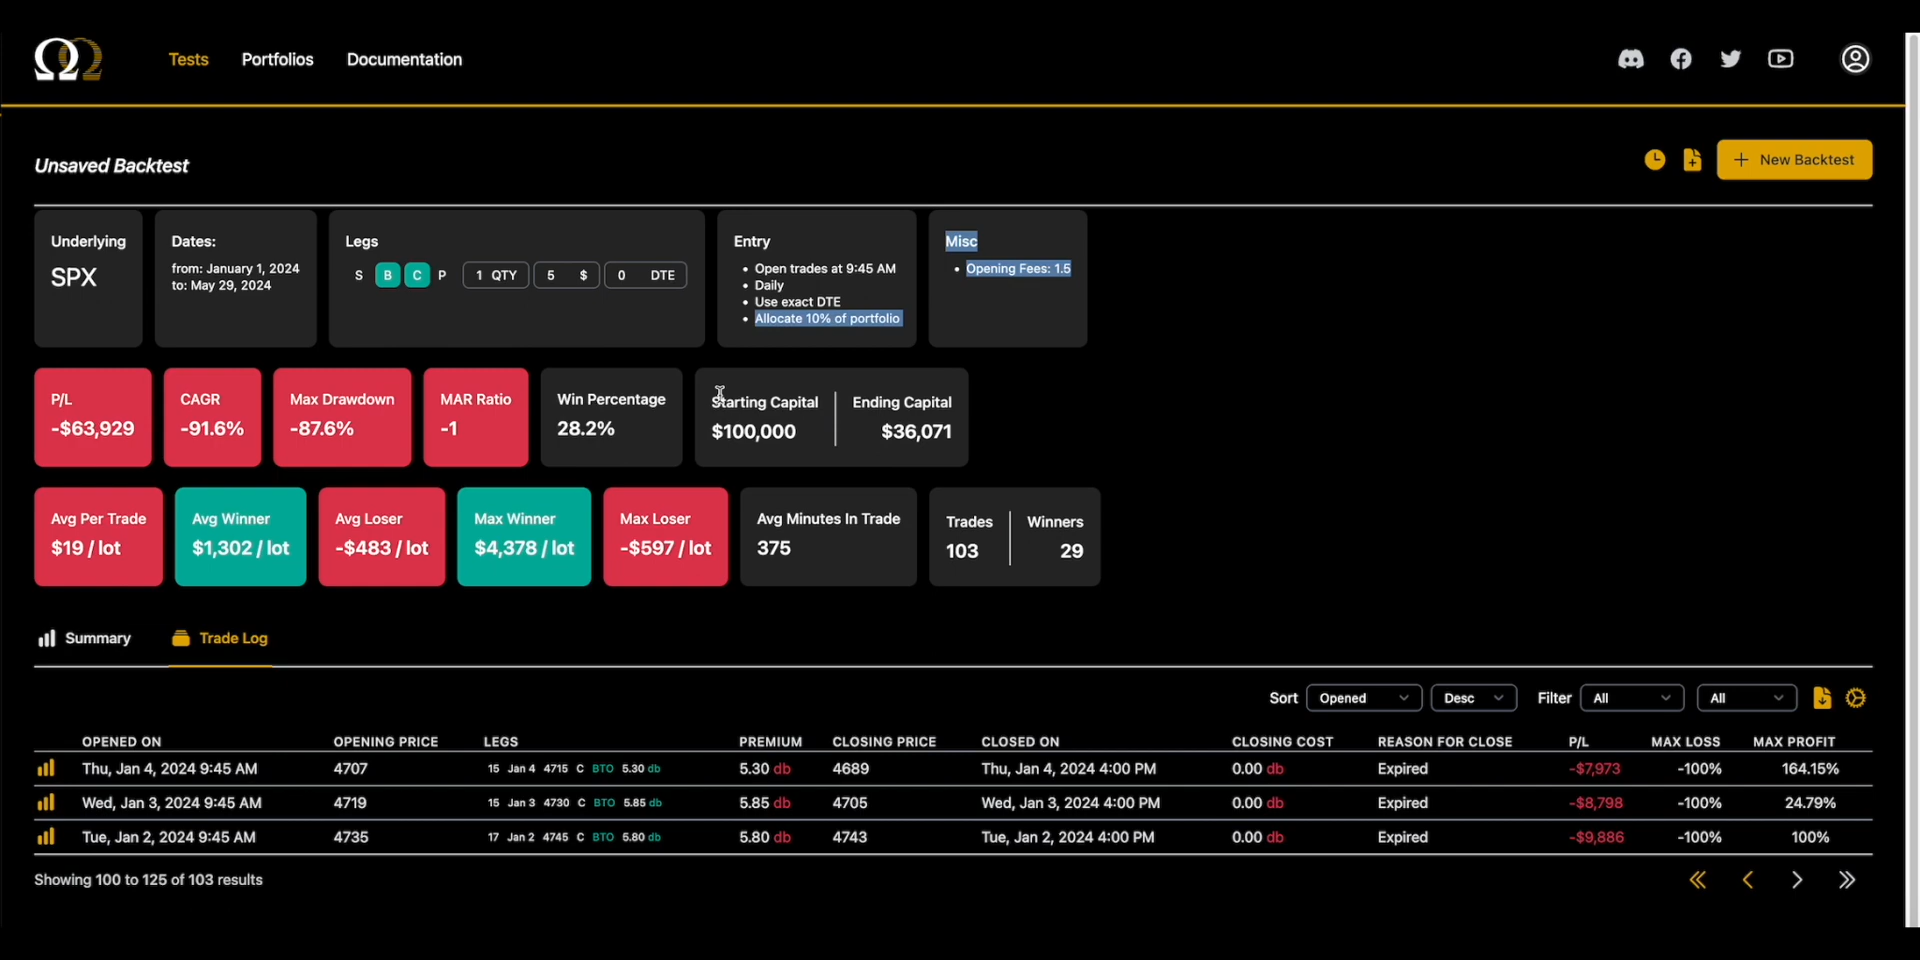 Tests Portfolios Documentation
Unsaved Backtest
New Backtest
Underlying
SPX
Dates:
from: January 1, 2024
to: May 29, 2024
Legs
S B C P 1 QTY 5 $ 0 DTE
Entry
• Open trades at 9:45 AM
• Daily
• Use exact DTE
• Allocate 10% of portfolio
Misc
• Opening Fees: 1.5
P/L
-$63,929
CAGR
-91.6%
Max Drawdown
-87.6%
MAR Ratio
-1
Win Percentage
28.2%
Starting Capital
$100,000
Ending Capital
$36,071
Avg Per Trade
$19 / lot
Avg Winner
$1,302 / lot
Avg Loser
-$483 / lot
Max Winner
$4,378 / lot
Max Loser
-$597 / lot
Avg Minutes In Trade
375
Trades
103
Winners
29
Summary Trade Log
Sort Opened Desc Filter All All
OPENED ON OPENING PRICE LEGS PREMIUM CLOSING PRICE CLOSED ON CLOSING COST REASON FOR CLOSE P/L MAX LOSS MAX PROFIT
Thu, Jan 4, 2024 9:45 AM 4707 15 Jan 4 4715 C BTO 5.30 db 5.30 db 4689 Thu, Jan 4, 2024 4:00 PM 0.00 db Expired -$7,973 -100% 164.15%
Wed, Jan 3, 2024 9:45 AM 4719 15 Jan 3 4730 C BTO 5.85 db 5.85 db 4705 Wed, Jan 3, 2024 4:00 PM 0.00 db Expired -$8,798 -100% 24.79%
Tue, Jan 2, 2024 9:45 AM 4735 17 Jan 2 4745 C BTO 5.80 db 5.80 db 4743 Tue, Jan 2, 2024 4:00 PM 0.00 db Expired -$9,886 -100% 100%
Showing 100 to 125 of 103 results